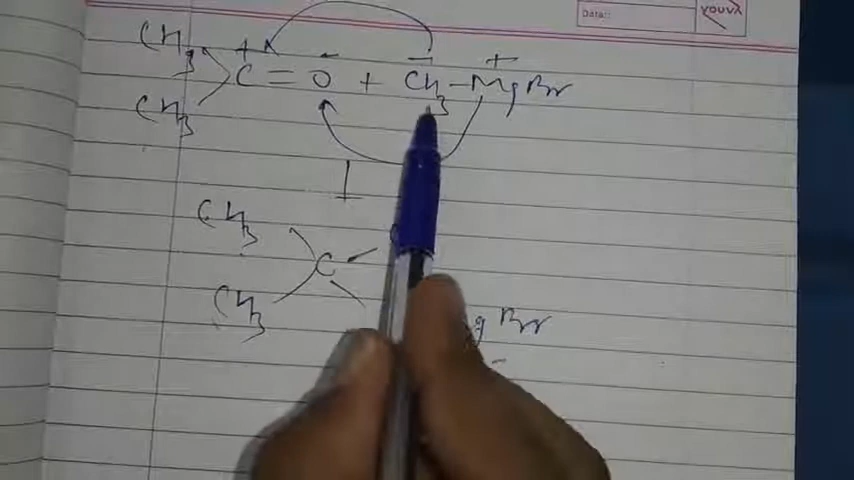 youva
Date:
CH3 + - - +
C = O + CH3 - MgBr
CH3
CH3
C
CH3
gBr